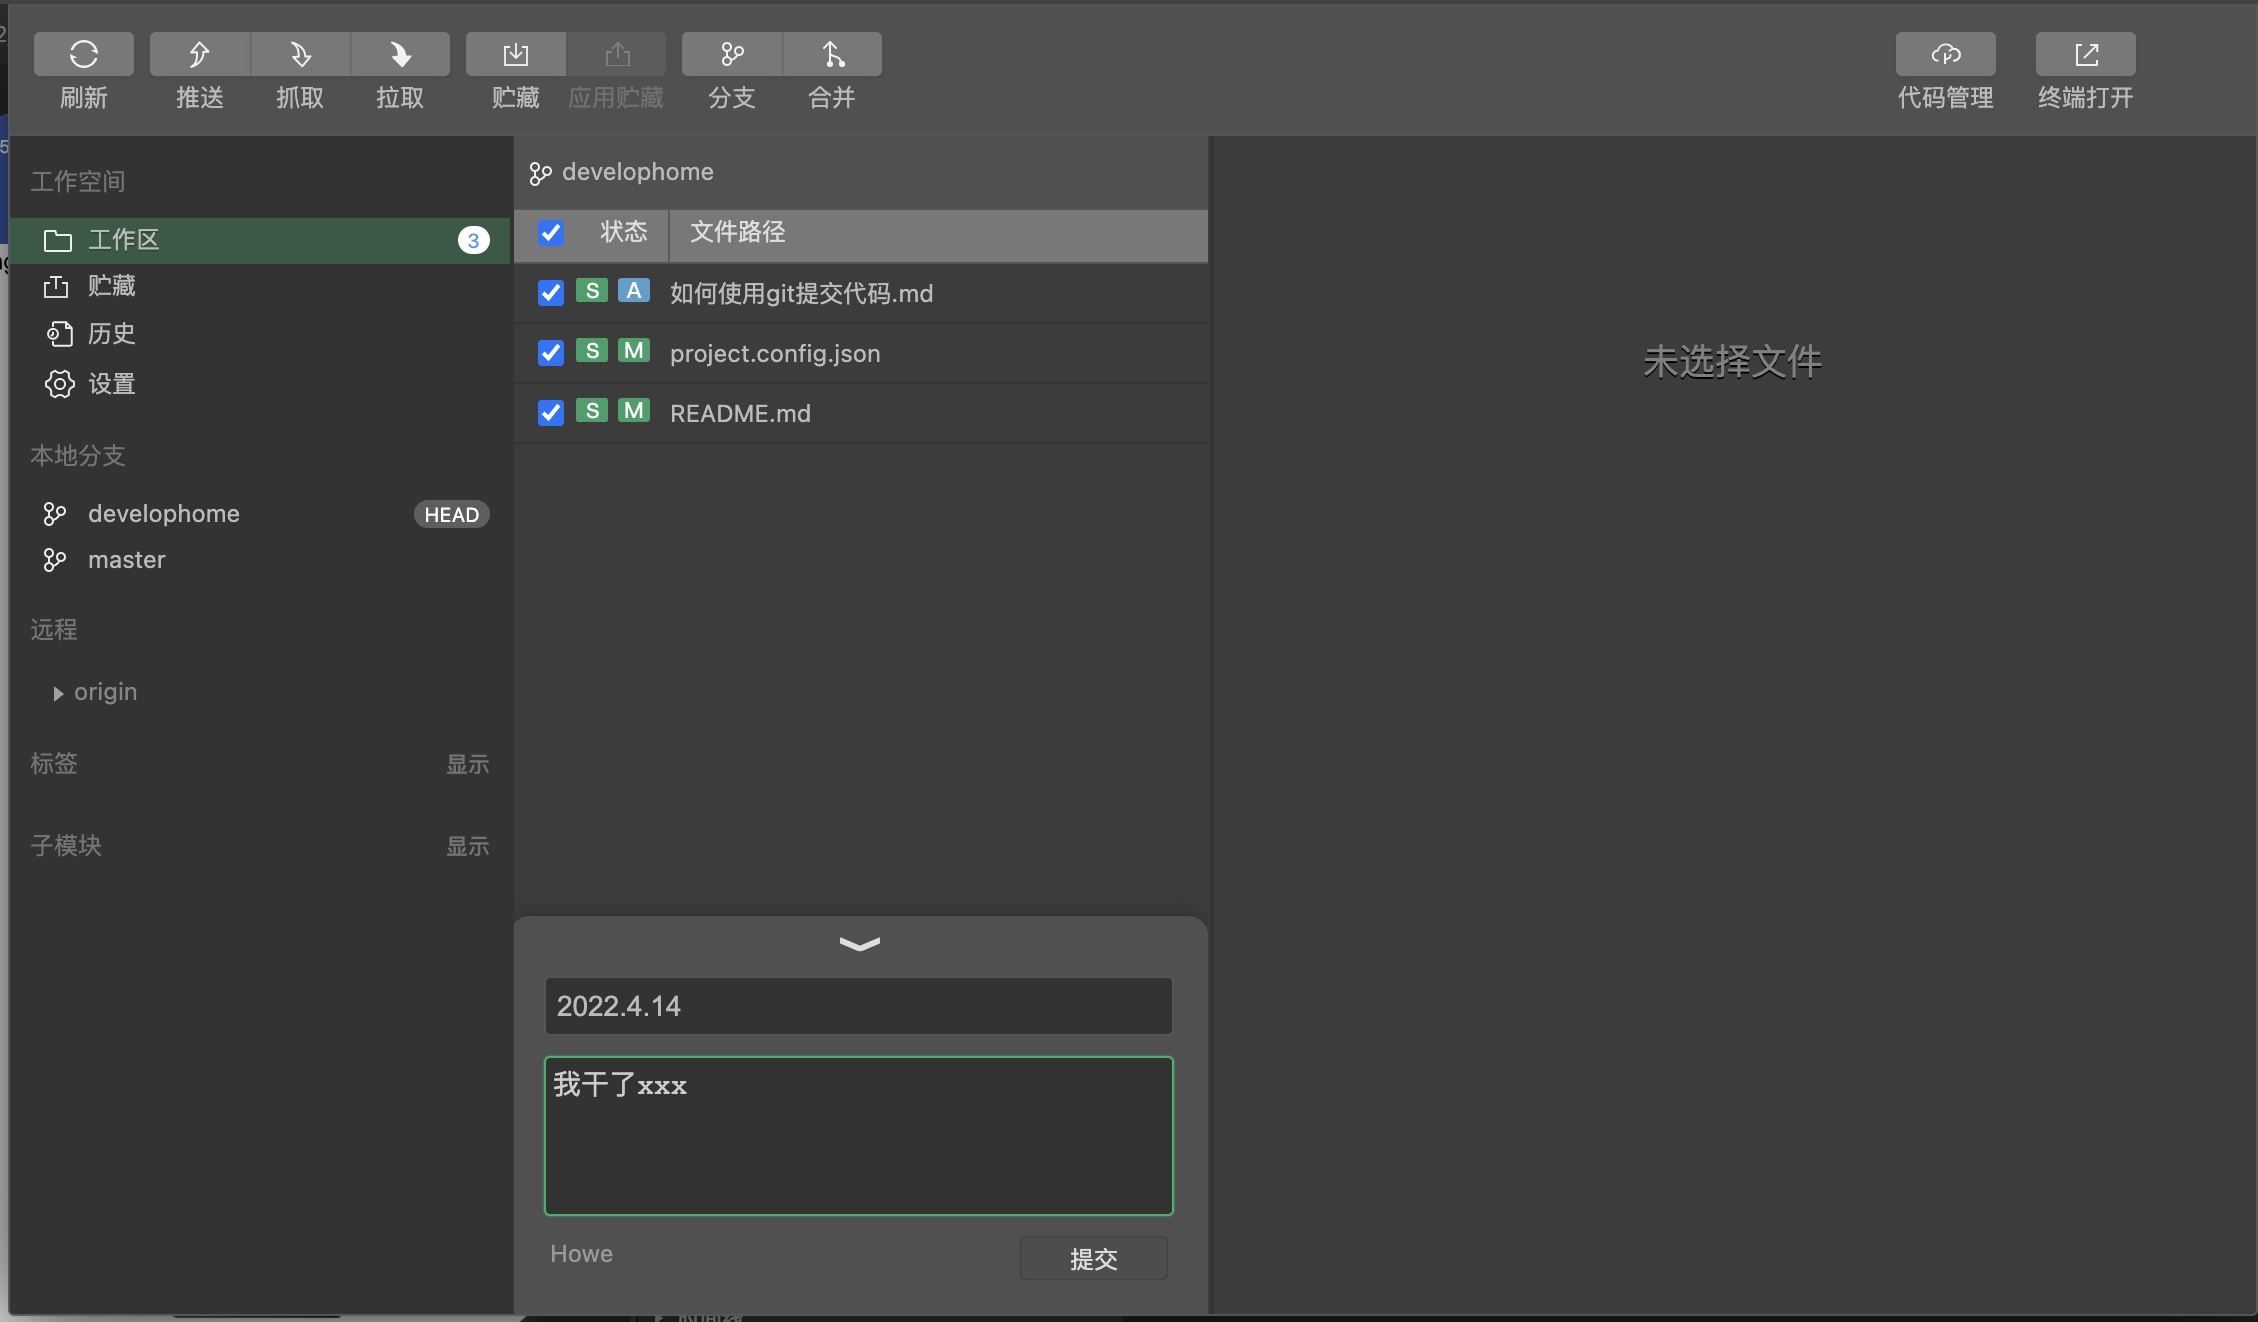 刷新 推送 抓取 拉取 贮藏 应用贮藏 分支 合并 代码管理 终端打开
工作空间
工作区 3
贮藏
历史
设置
本地分支
develophome HEAD
master
远程
origin
标签 显示
子模块 显示
develophome
状态 文件路径
S A 如何使用git提交代码.md
S M project.config.json
S M README.md
2022.4.14
我干了xxx
Howe 提交
未选择文件